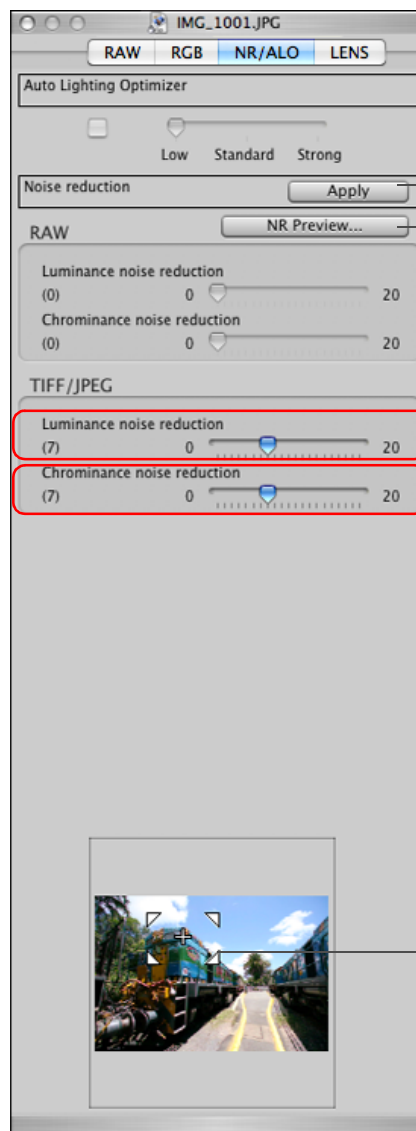 IMG_1001.JPG
RAW RGB NR/ALO LENS
Auto Lighting Optimizer
Low Standard Strong
Noise reduction Apply
RAW NR Preview...
Luminance noise reduction
(0) 0 20
Chrominance noise reduction
(0) 0 20
TIFF/JPEG
Luminance noise reduction
(7) 0 20
Chrominance noise reduction
(7) 0 20